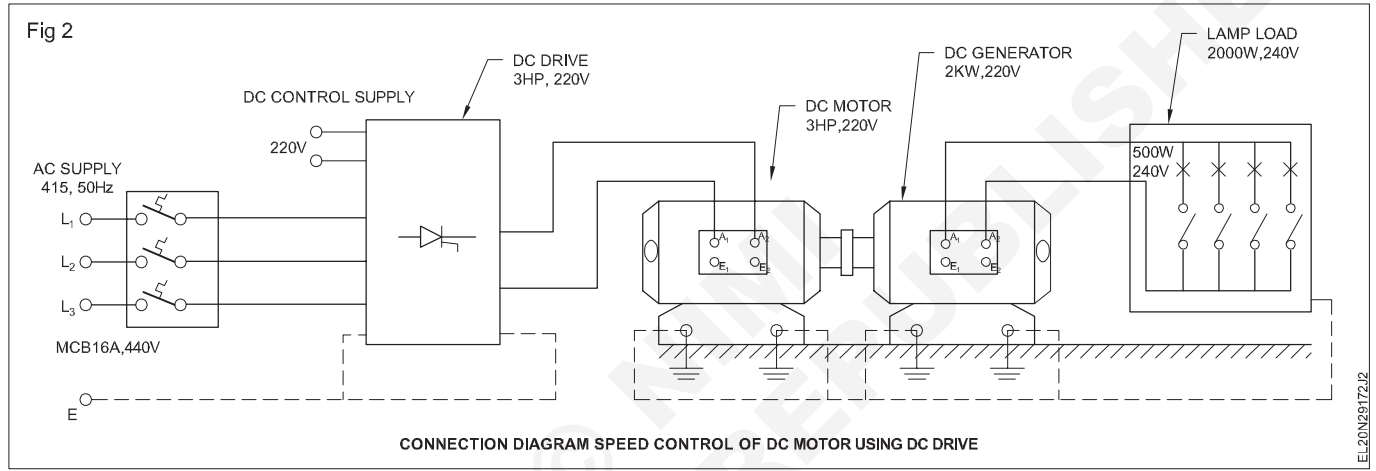 Fig 2
DC DRIVE
3HP, 220V
DC CONTROL SUPPLY
220V
AC SUPPLY
415, 50Hz
L1
L2
L3
MCB16A,440V
E
DC MOTOR
3HP,220V
DC GENERATOR
2KW,220V
LAMP LOAD
2000W,240V
500W
240V
A1 A2
E1 E2
A1 A2
E1 E2
CONNECTION DIAGRAM SPEED CONTROL OF DC MOTOR USING DC DRIVE
EL20N29172J2
© NIMI
REPUBLISHE